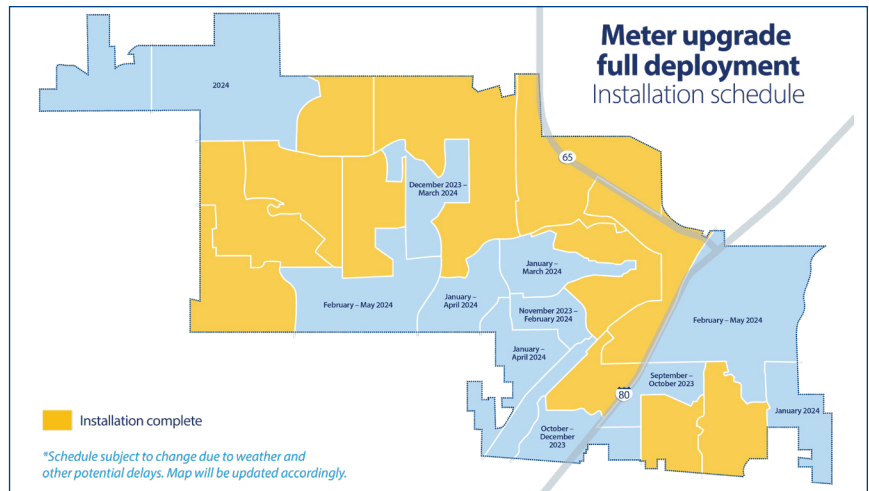 Meter upgrade
full deployment
Installation schedule
2024
65
December 2023 –
March 2024
January –
March 2024
February – May 2024
January –
April 2024
November 2023 –
February 2024
February – May 2024
January –
April 2024
September –
October 2023
80
January 2024
October –
December
2023
Installation complete
*Schedule subject to change due to weather and
other potential delays. Map will be updated accordingly.